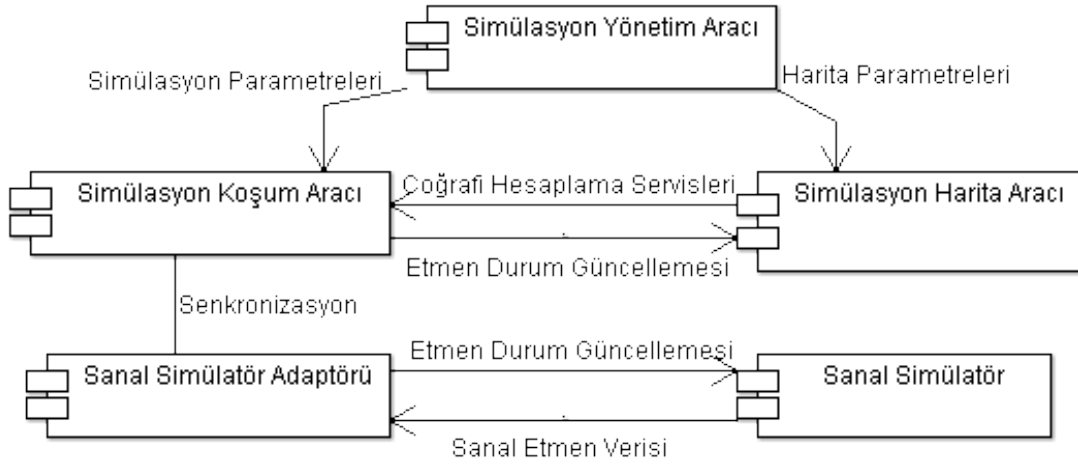 Simülasyon Yönetim Aracı
Simülasyon Parametreleri
Harita Parametreleri
Simülasyon Koşum Aracı
Coğrafi Hesaplama Servisleri
Simülasyon Harita Aracı
Etmen Durum Güncellemesi
Senkronizasyon
Sanal Simülatör Adaptörü
Etmen Durum Güncellemesi
Sanal Simülatör
Sanal Etmen Verisi